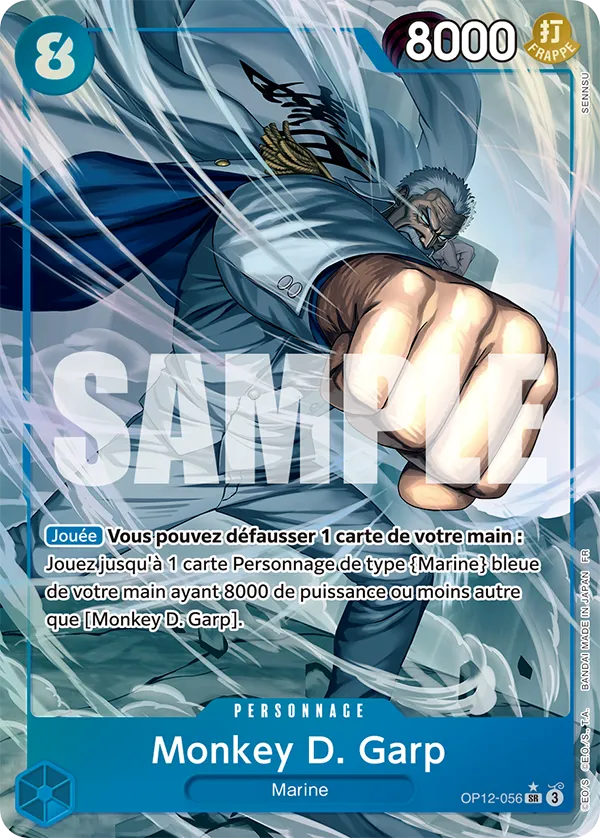 8
8000
打
FRAPPE
SENNSU
SAMPLE
Jouée Vous pouvez défausser 1 carte de votre main :
Jouez jusqu'à 1 carte Personnage de type {Marine} bleue
de votre main ayant 8000 de puissance ou moins autre
que [Monkey D. Garp].
PERSONNAGE
Monkey D. Garp
Marine
OP12-056 SR 3
©E.O/S. ©E.O./S., T.A. BANDAI MADE IN JAPAN FR